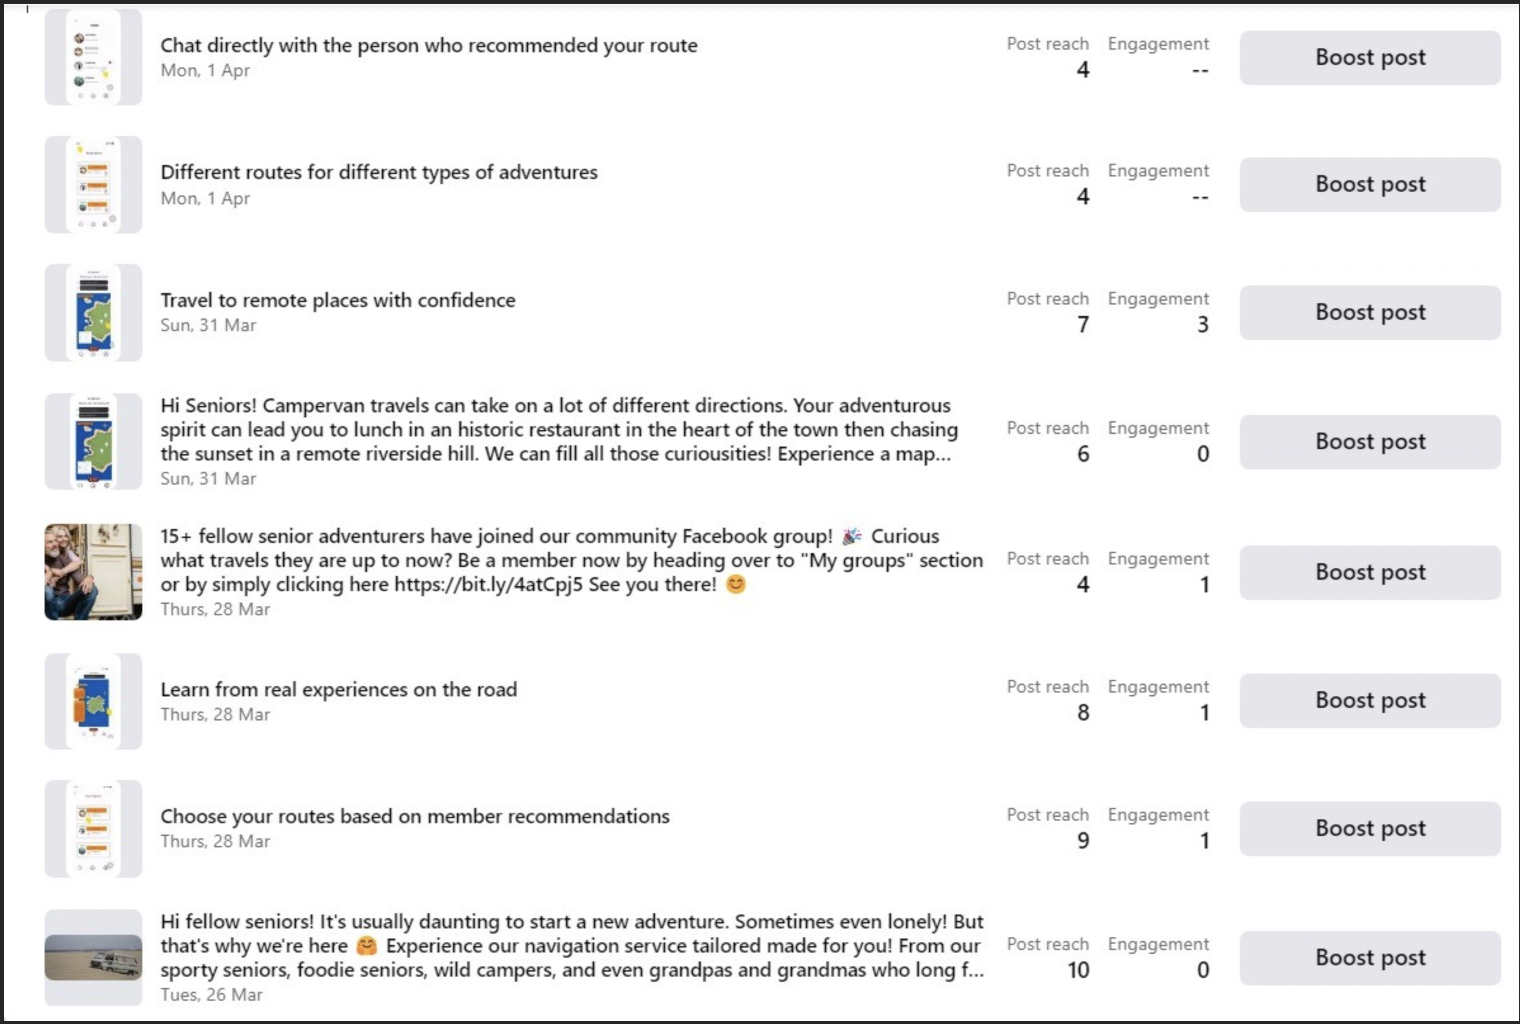 Chat directly with the person who recommended your route
Mon, 1 Apr
Post reach Engagement
4 --
Boost post
Different routes for different types of adventures
Mon, 1 Apr
Post reach Engagement
4 --
Boost post
Travel to remote places with confidence
Sun, 31 Mar
Post reach Engagement
7 3
Boost post
Hi Seniors! Campervan travels can take on a lot of different directions. Your adventurous
spirit can lead you to lunch in an historic restaurant in the heart of the town then chasing
the sunset in a remote riverside hill. We can fill all those curiousities! Experience a map...
Sun, 31 Mar
Post reach Engagement
6 0
Boost post
15+ fellow senior adventurers have joined our community Facebook group! 🎉 Curious
what travels they are up to now? Be a member now by heading over to "My groups" section
or by simply clicking here https://bit.ly/4atCpj5 See you there! 😊
Thurs, 28 Mar
Post reach Engagement
4 1
Boost post
Learn from real experiences on the road
Thurs, 28 Mar
Post reach Engagement
8 1
Boost post
Choose your routes based on member recommendations
Thurs, 28 Mar
Post reach Engagement
9 1
Boost post
Hi fellow seniors! It's usually daunting to start a new adventure. Sometimes even lonely! But
that's why we're here 🤗 Experience our navigation service tailored made for you! From our
sporty seniors, foodie seniors, wild campers, and even grandpas and grandmas who long f...
Tues, 26 Mar
Post reach Engagement
10 0
Boost post